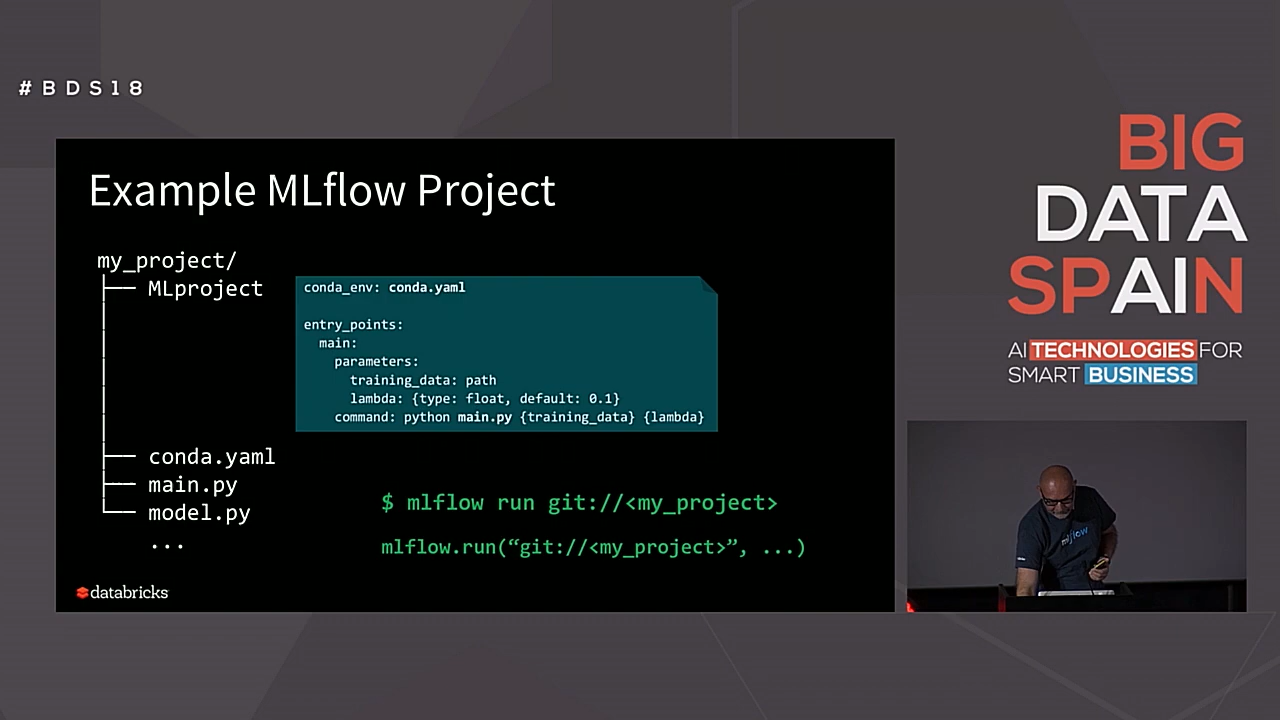 #BDS18
BIG
DATA
SPAIN
AI TECHNOLOGIES FOR
SMART BUSINESS
Example MLflow Project
my_project/
├── MLproject
conda_env: conda.yaml
entry_points:
main:
parameters:
training_data: path
lambda: {type: float, default: 0.1}
command: python main.py {training_data} {lambda}
├── conda.yaml
├── main.py
└── model.py
...
$ mlflow run git://<my_project>
mlflow.run(“git://<my_project>”, ...)
databricks
mlflow